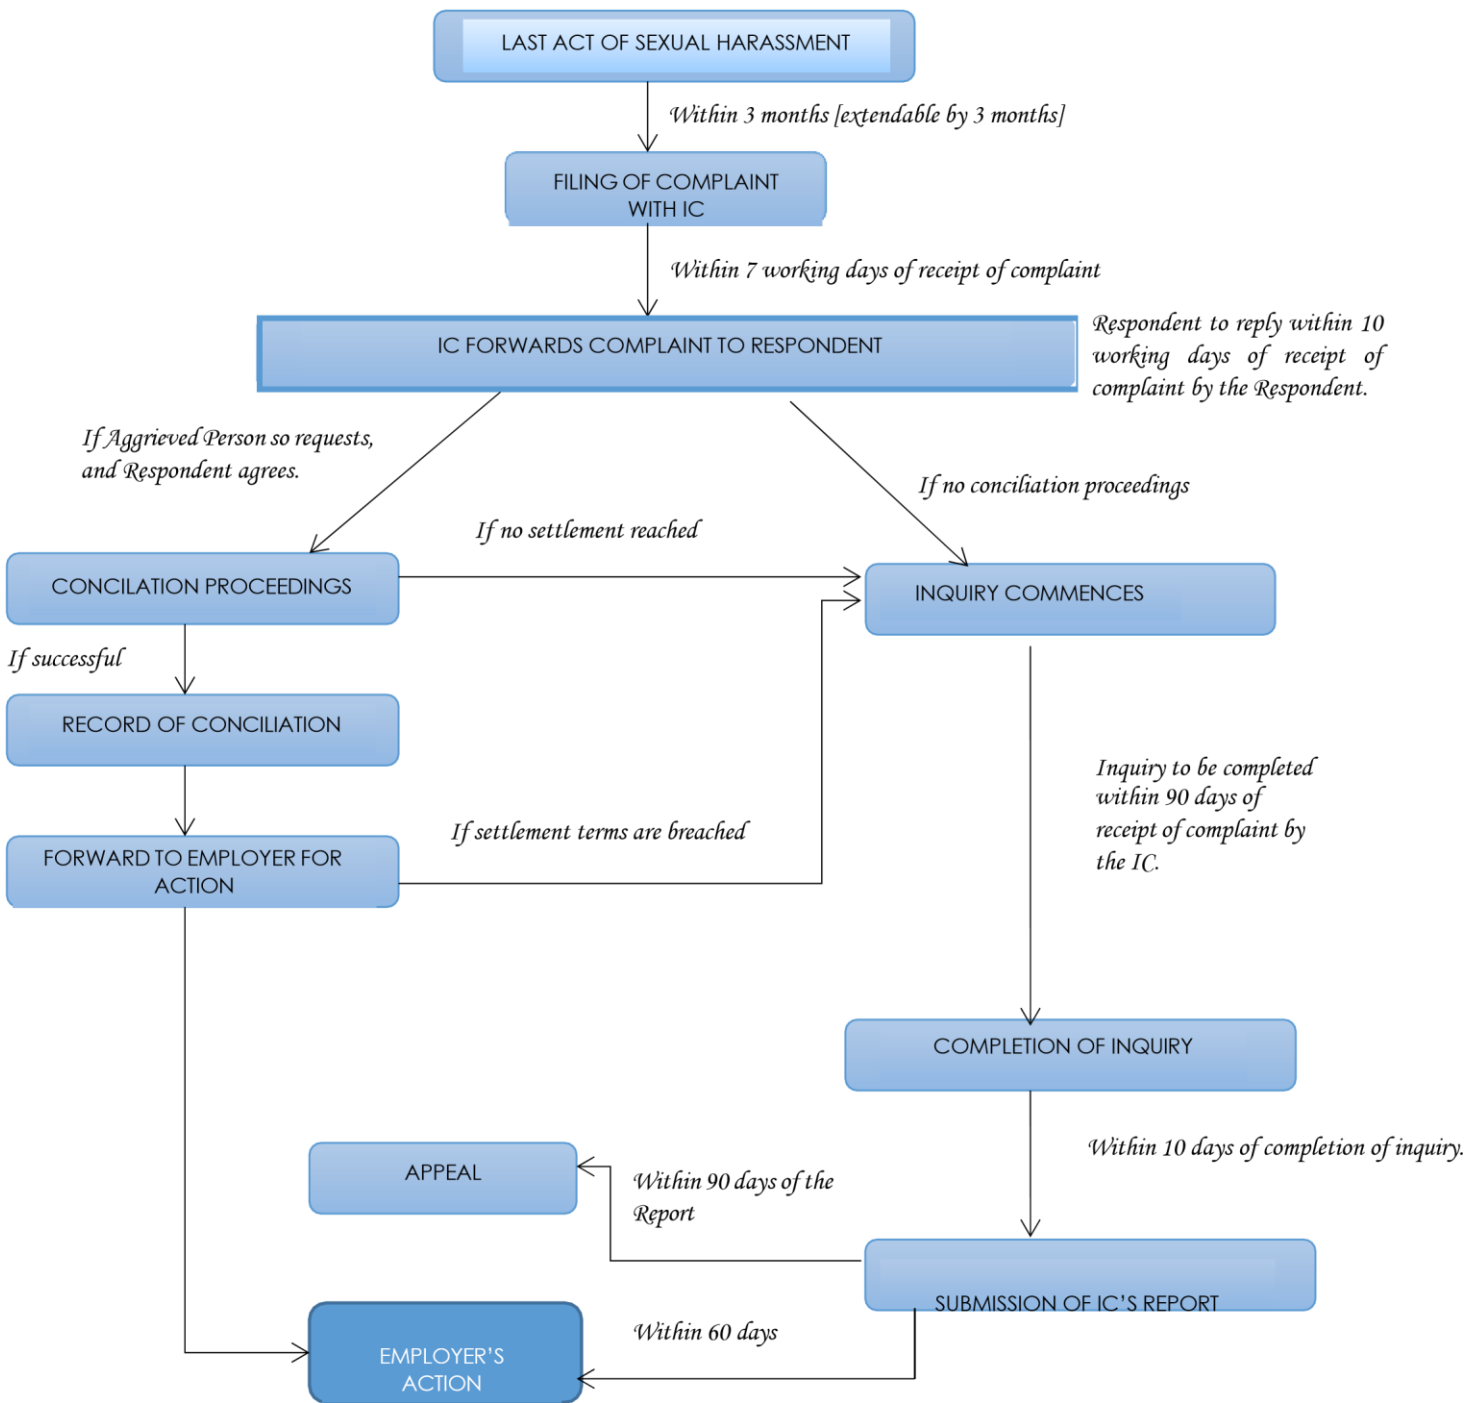 LAST ACT OF SEXUAL HARASSMENT
Within 3 months [extendable by 3 months]
FILING OF COMPLAINT
WITH IC
Within 7 working days of receipt of complaint
IC FORWARDS COMPLAINT TO RESPONDENT
Respondent to reply within 10
working days of receipt of
complaint by the Respondent.
If Aggrieved Person so requests,
and Respondent agrees.
If no conciliation proceedings
If no settlement reached
CONCILATION PROCEEDINGS
INQUIRY COMMENCES
If successful
RECORD OF CONCILIATION
Inquiry to be completed
within 90 days of
receipt of complaint by
the IC.
If settlement terms are breached
FORWARD TO EMPLOYER FOR
ACTION
COMPLETION OF INQUIRY
Within 10 days of completion of inquiry.
APPEAL
Within 90 days of the
Report
SUBMISSION OF IC'S REPORT
Within 60 days
EMPLOYER'S
ACTION